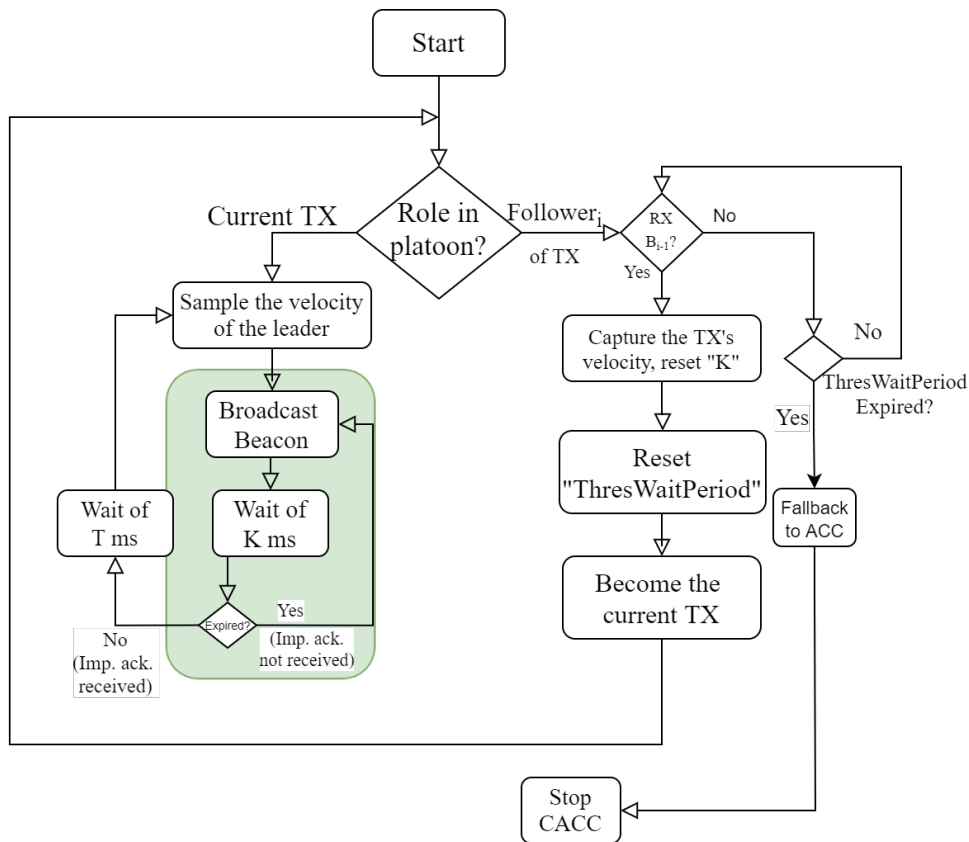 Start
Role in
platoon?
Current TX
Follower_i
of TX
RX
B_{i-1}?
No
Yes
Sample the velocity
of the leader
Capture the TX's
velocity, reset "K"
No
ThresWaitPeriod
Expired?
Yes
Broadcast
Beacon
Reset
"ThresWaitPeriod"
Wait of
T ms
Wait of
K ms
Fallback
to ACC
Become the
current TX
Expired?
Yes
(Imp. ack.
not received)
No
(Imp. ack.
received)
Stop
CACC